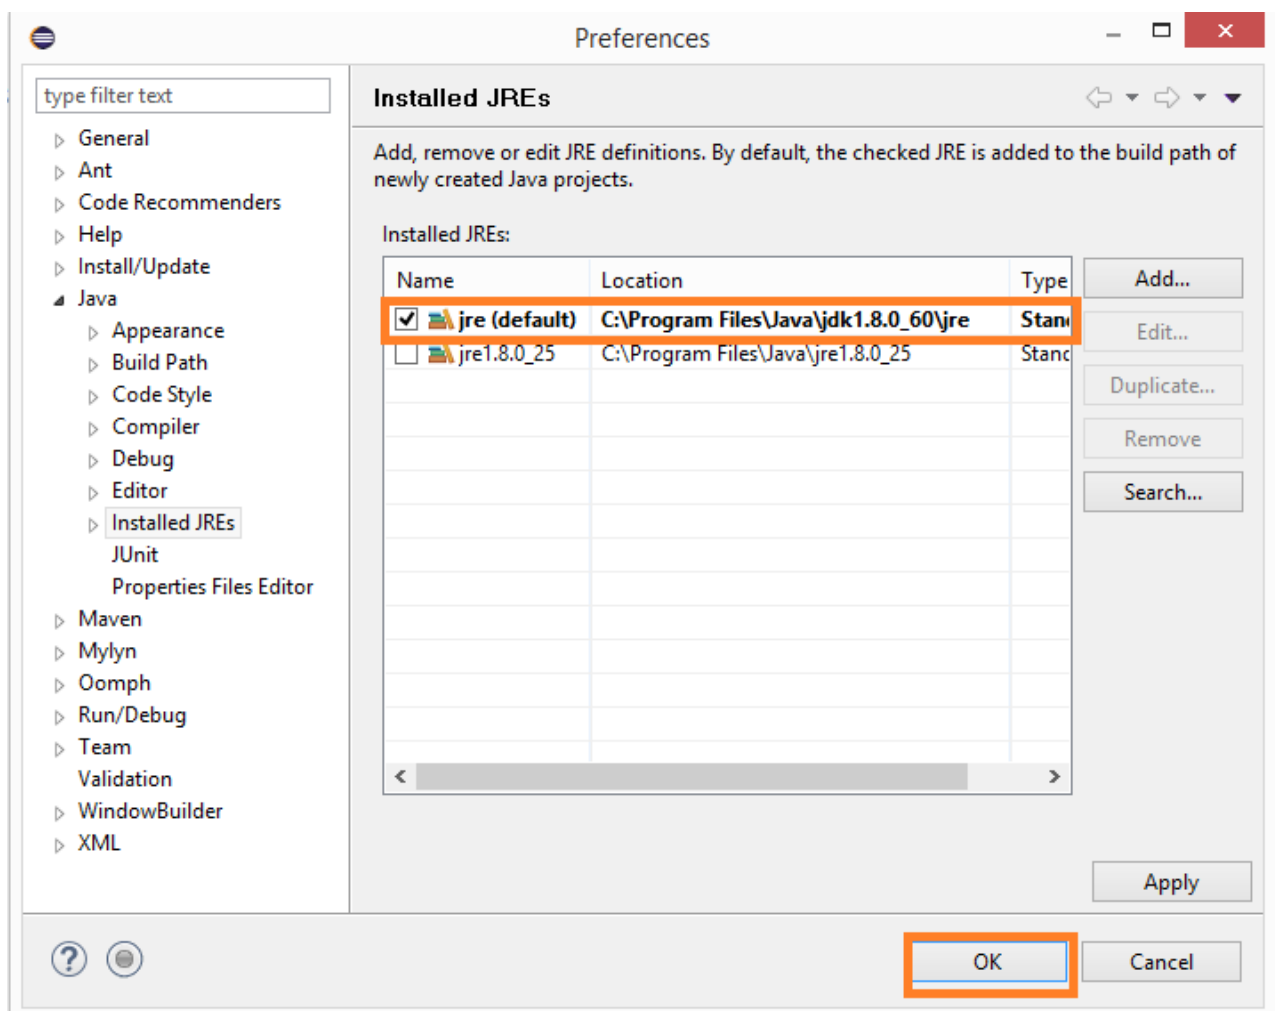 Preferences
type filter text
General
Ant
Code Recommenders
Help
Install/Update
Java
Appearance
Build Path
Code Style
Compiler
Debug
Editor
Installed JREs
JUnit
Properties Files Editor
Maven
Mylyn
Oomph
Run/Debug
Team
Validation
WindowBuilder
XML
Installed JREs
Add, remove or edit JRE definitions. By default, the checked JRE is added to the build path of
newly created Java projects.
Installed JREs:
Name Location Type
jre (default) C:\Program Files\Java\jdk1.8.0_60\jre Stan
jre1.8.0_25 C:\Program Files\Java\jre1.8.0_25 Stanc
Add...
Edit...
Duplicate...
Remove
Search...
Apply
OK Cancel